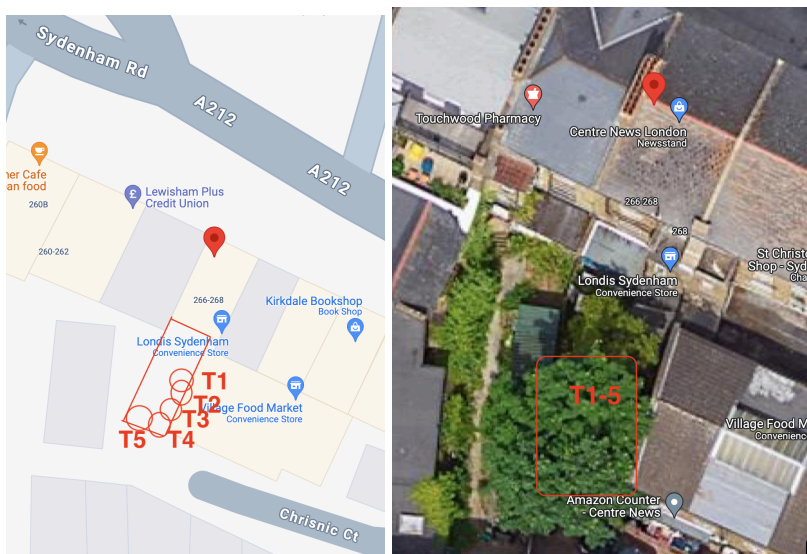 Sydenham Rd
A212
A212
ner Cafe
an food
260B
Lewisham Plus
Credit Union
260-262
266-268
Kirkdale Bookshop
Book Shop
Londis Sydenham
Convenience Store
T1
T2
Village Food Market
Convenience Store
T3
T5
T4
Chrisnic Ct
Touchwood Pharmacy
Centre News London
Newsstand
266-268
268
St Christo
Shop - Syd
Cha
Londis Sydenham
Convenience Store
T1-5
Village Food M
Convenienc
Amazon Counter
- Centre News